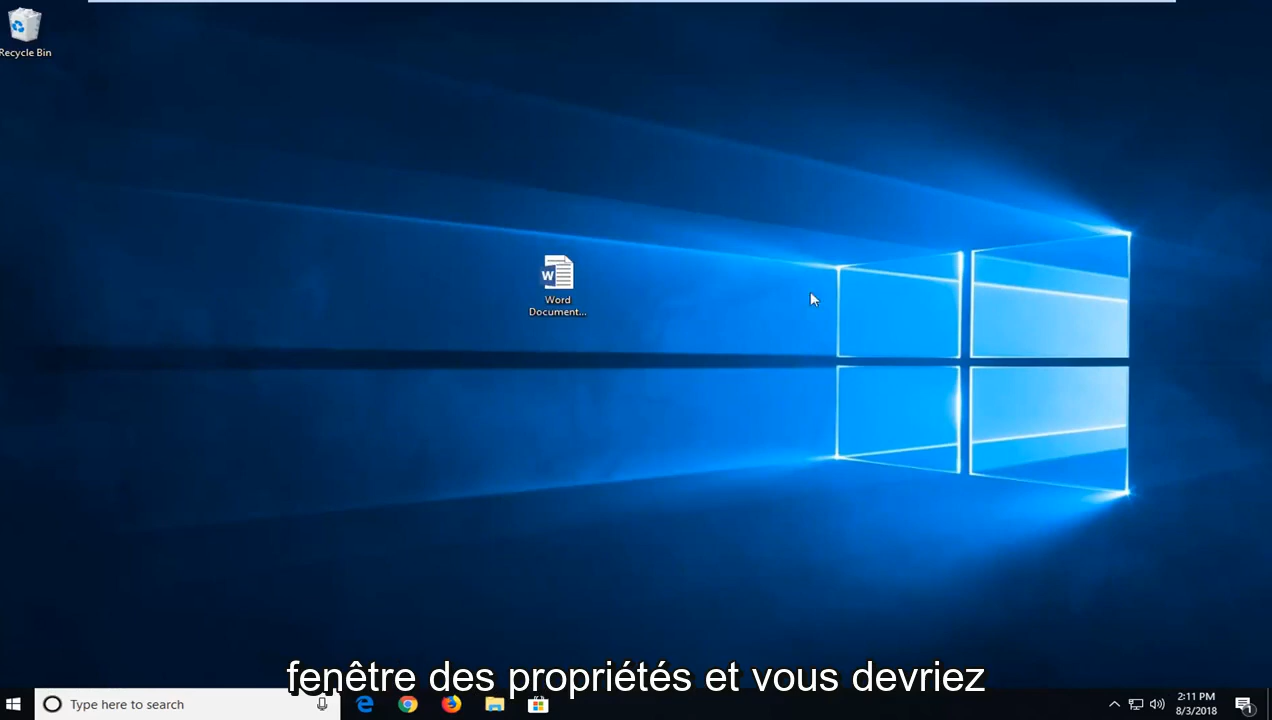 Recycle Bin
W
Word
Document...
fenêtre des propriétés et vous devriez
Type here to search
2:11 PM
8/3/2018
1